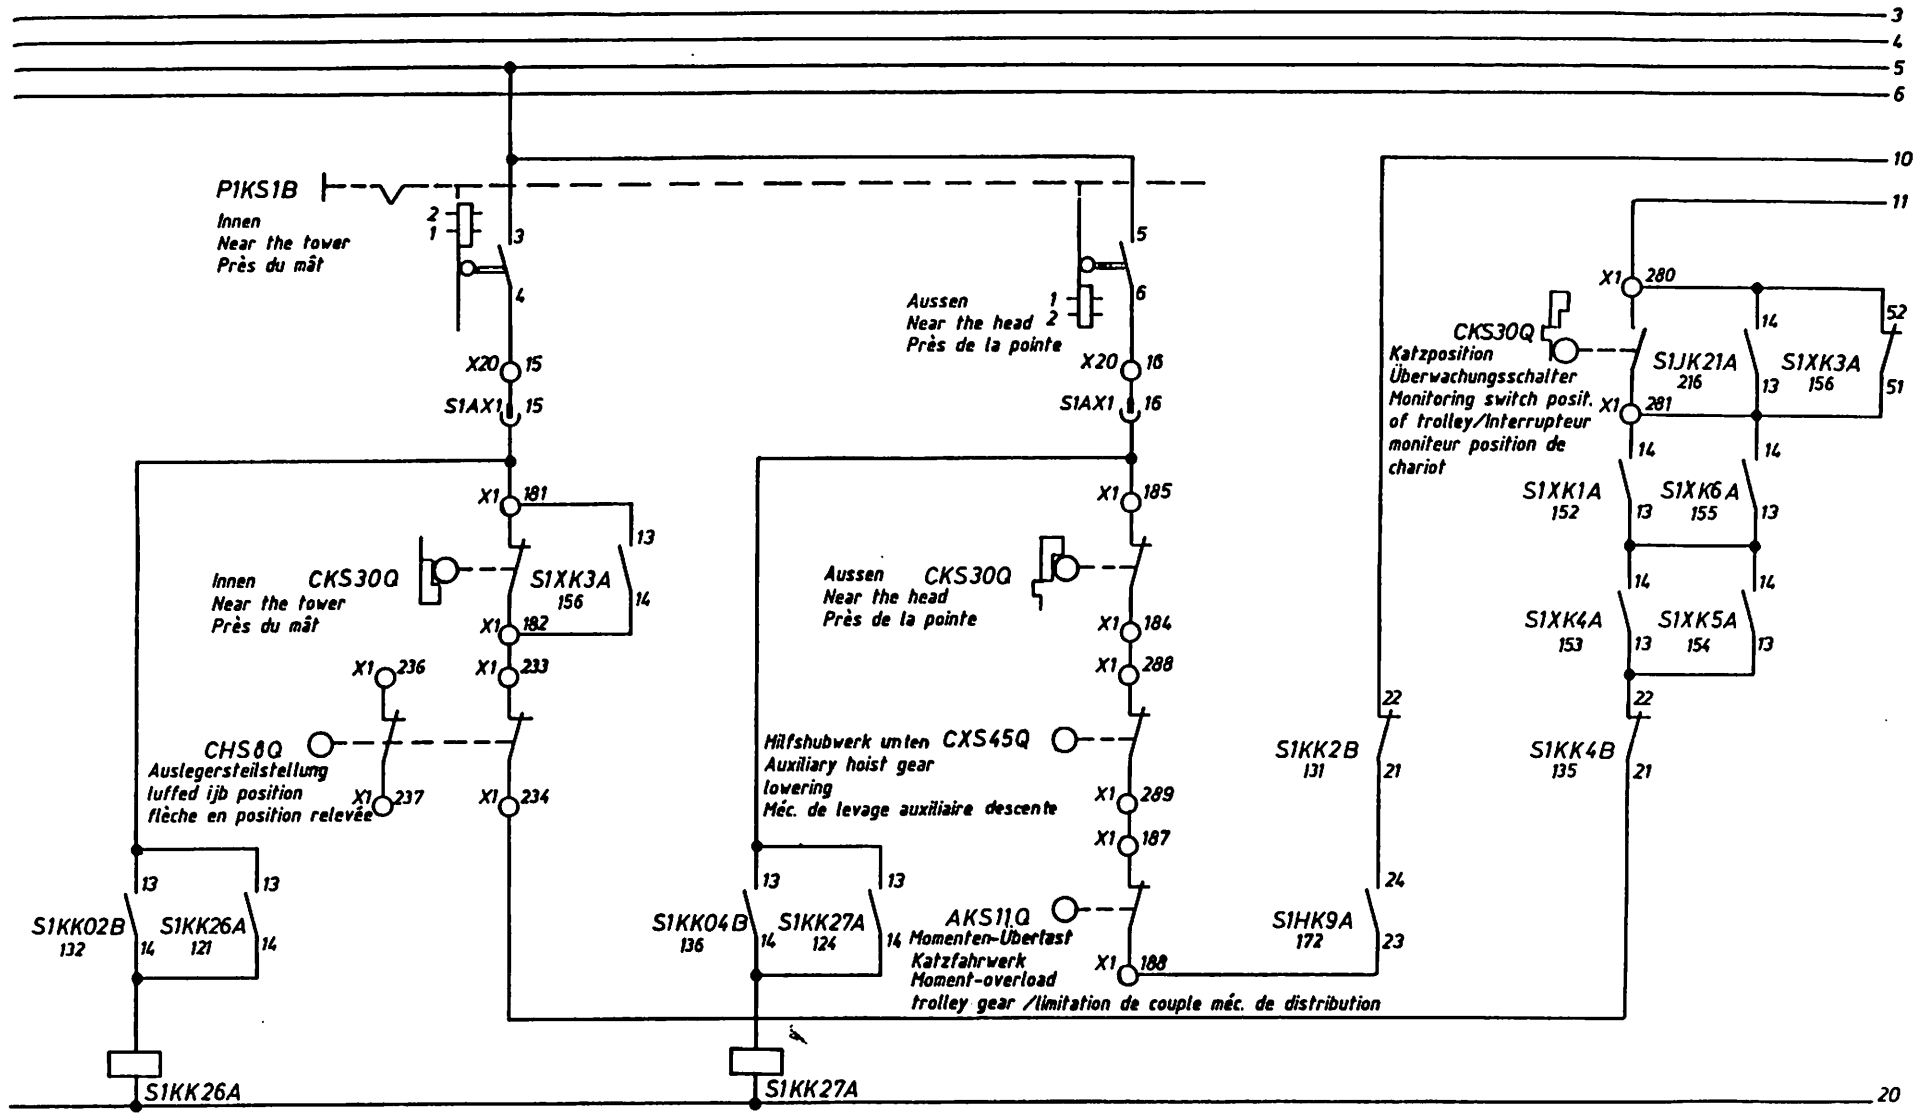 3
4
5
6
10
11
P1KS1B
Innen
Near the tower
Près du mât
2
1
3
4
X20 15
S1AX1 15
5
6
Aussen
Near the head
Près de la pointe
1
2
X20 16
S1AX1 16
X1 280
CKS30Q
Katzposition
Überwachungsschalter
Monitoring switch posit.
of trolley/Interrupteur
moniteur position de
chariot
X1 281
14
S1JK21A
216
13
52
S1XK3A
156
51
14
S1XK1A
152
13
14
S1XK6A
155
13
14
S1XK4A
153
13
14
S1XK5A
154
13
X1 181
Innen
Near the tower
Près du mât
CKS30Q
13
S1XK3A
156
14
X1 182
X1 236
X1 233
CHS8Q
Auslegersteilstellung
luffed ijb position
flèche en position relevée
X1 237
X1 234
X1 185
Aussen
Near the head
Près de la pointe
CKS30Q
X1 184
X1 288
Hilfshubwerk unten
Auxiliary hoist gear
lowering
Méc. de levage auxiliaire descente
CXS45Q
X1 289
X1 187
AKS11Q
Momenten-Überlast
Katzfahrwerk
Moment-overload
trolley gear /limitation de couple méc. de distribution
X1 188
22
S1KK2B
131
21
24
S1HK9A
172
23
22
S1KK4B
135
21
13
S1KK02B
132
14
13
S1KK26A
121
14
13
S1KK04B
136
14
13
S1KK27A
124
14
S1KK26A
S1KK27A
20